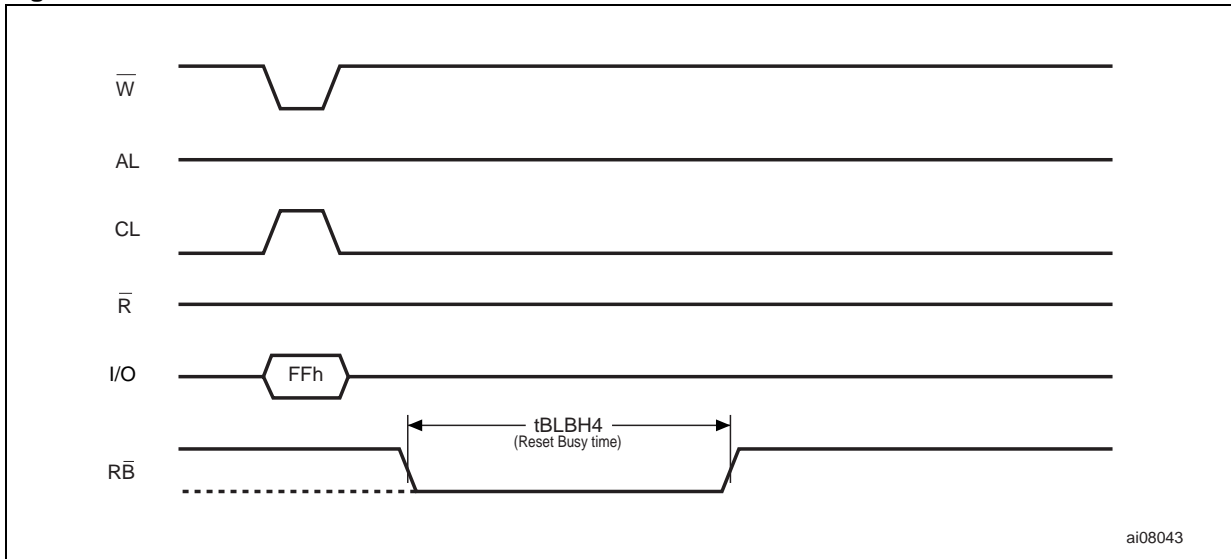 W̅
AL
CL
R̅
I/O
FFh
tBLBH4
(Reset Busy time)
RB̅
ai08043